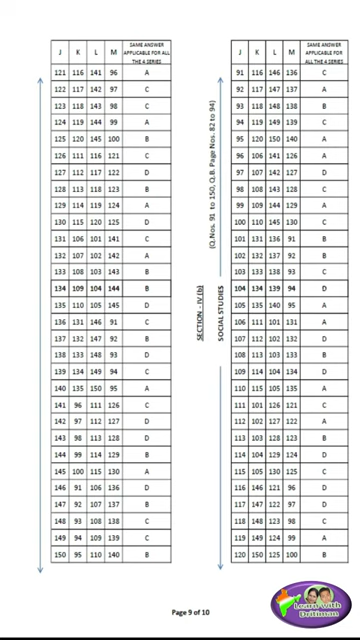 J K L M SAME ANSWER
APPLICABLE FOR ALL
THE 4 SERIES
121 116 141 96 A
122 117 142 97 C
123 118 143 98 C
124 119 144 99 A
125 120 145 100 B
126 111 116 121 C
127 112 117 122 D
128 113 118 123 B
129 114 119 124 A
130 115 120 125 D
131 106 101 141 C
132 107 102 142 A
133 108 103 143 B
134 109 104 144 B
135 110 105 145 D
136 131 146 91 C
137 132 147 92 B
138 133 148 93 D
139 134 149 94 C
140 135 150 95 A
141 96 111 126 C
142 97 112 127 D
143 98 113 128 D
144 99 114 129 B
145 100 115 130 A
146 91 106 136 D
147 92 107 137 B
148 93 108 138 C
149 94 109 139 C
150 95 110 140 B
SECTION - IV (b)
(Q.Nos. 91 to 150, Q.B. Page Nos. 82 to 94)
SOCIAL STUDIES
J K L M SAME ANSWER
APPLICABLE FOR
ALL THE 4 SERIES
91 116 146 136 C
92 117 147 137 A
93 118 148 138 B
94 119 149 139 C
95 120 150 140 A
96 106 141 126 A
97 107 142 127 D
98 108 143 128 C
99 109 144 129 A
100 110 145 130 C
101 131 136 91 B
102 132 137 92 B
103 133 138 93 C
104 134 139 94 D
105 135 140 95 A
106 111 101 131 A
107 112 102 132 D
108 113 103 133 B
109 114 104 134 D
110 115 105 135 A
111 101 126 121 C
112 102 127 122 A
113 103 128 123 B
114 104 129 124 D
115 105 130 125 C
116 146 121 96 D
117 147 122 97 D
118 148 123 98 C
119 149 124 99 A
120 150 125 100 B
Page 9 of 10
Learn with
Dritiman